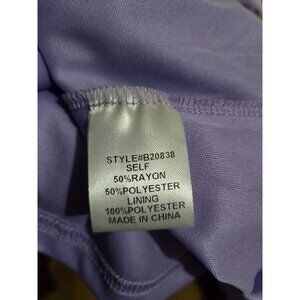 STYLE#B20838
SELF
50%RAYON
50%POLYESTER
LINING
100%POLYESTER
MADE IN CHINA